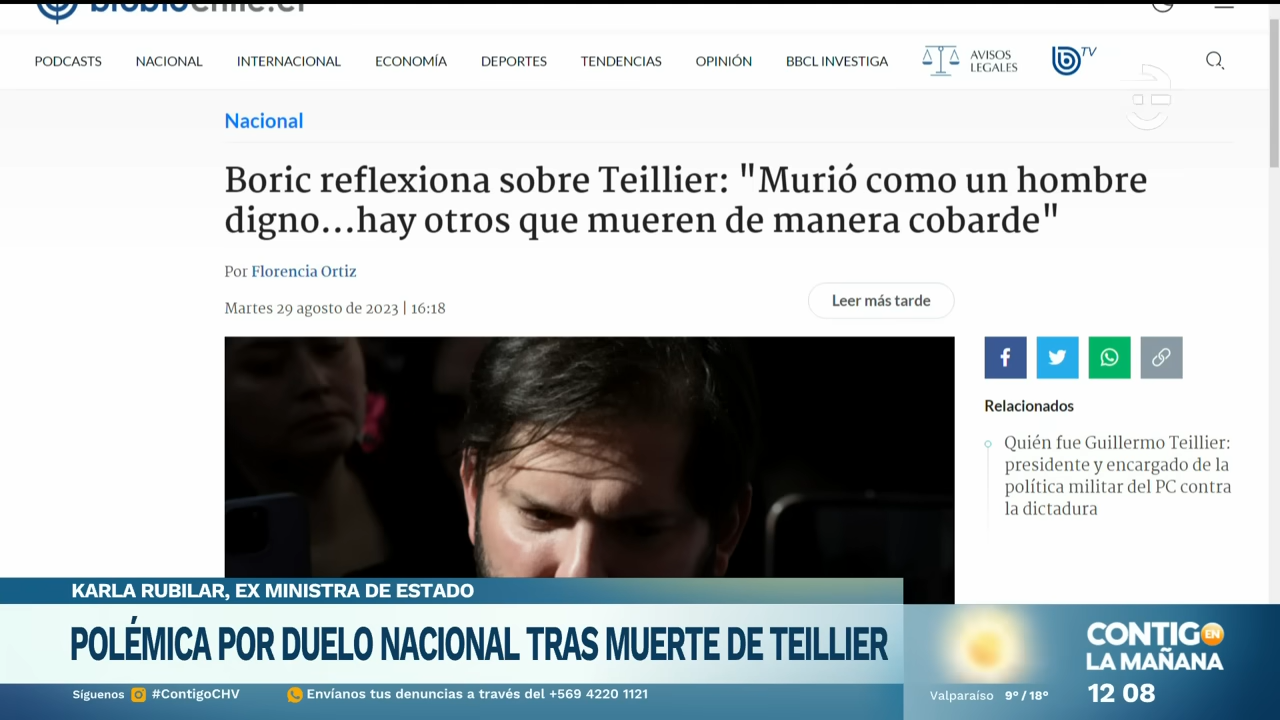 biobiochile.cl
PODCASTS NACIONAL INTERNACIONAL ECONOMÍA DEPORTES TENDENCIAS OPINIÓN BBCL INVESTIGA AVISOS LEGALES TV
Nacional
Boric reflexiona sobre Teillier: "Murió como un hombre
digno...hay otros que mueren de manera cobarde"
Por Florencia Ortiz
Martes 29 agosto de 2023 | 16:18
Leer más tarde
Relacionados
Quién fue Guillermo Teillier:
presidente y encargado de la
política militar del PC contra
la dictadura
KARLA RUBILAR, EX MINISTRA DE ESTADO
POLÉMICA POR DUELO NACIONAL TRAS MUERTE DE TEILLIER
Síguenos #ContigoCHV Envíanos tus denuncias a través del +569 4220 1121
Valparaíso 9° / 18°
CONTIGO EN
LA MAÑANA
12 08